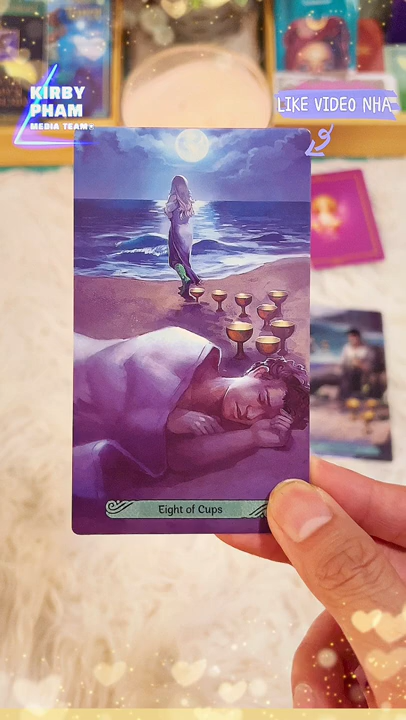 KIRBY
PHAM
MEDIA TEAM
LIKE VIDEO NHA
Eight of Cups